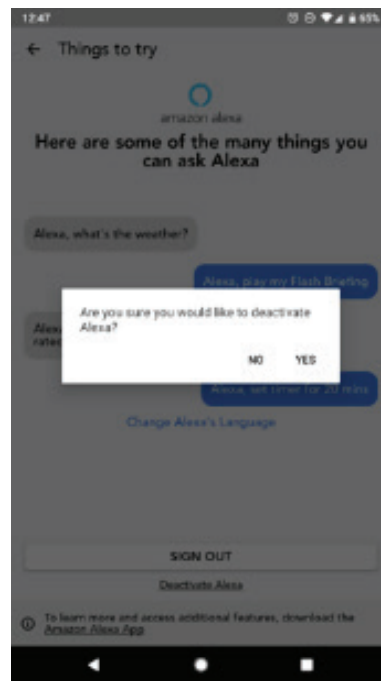 12:47
65%
Things to try
amazon alexa
Here are some of the many things you
can ask Alexa
Alexa, what's the weather?
Alexa, play my Flash Briefing
Are you sure you would like to deactivate
Alexa?
NO YES
Alexa, set timer for 20 mins
Change Alexa's Language
SIGN OUT
Deactivate Alexa
To learn more and access additional features, download the
Amazon Alexa App